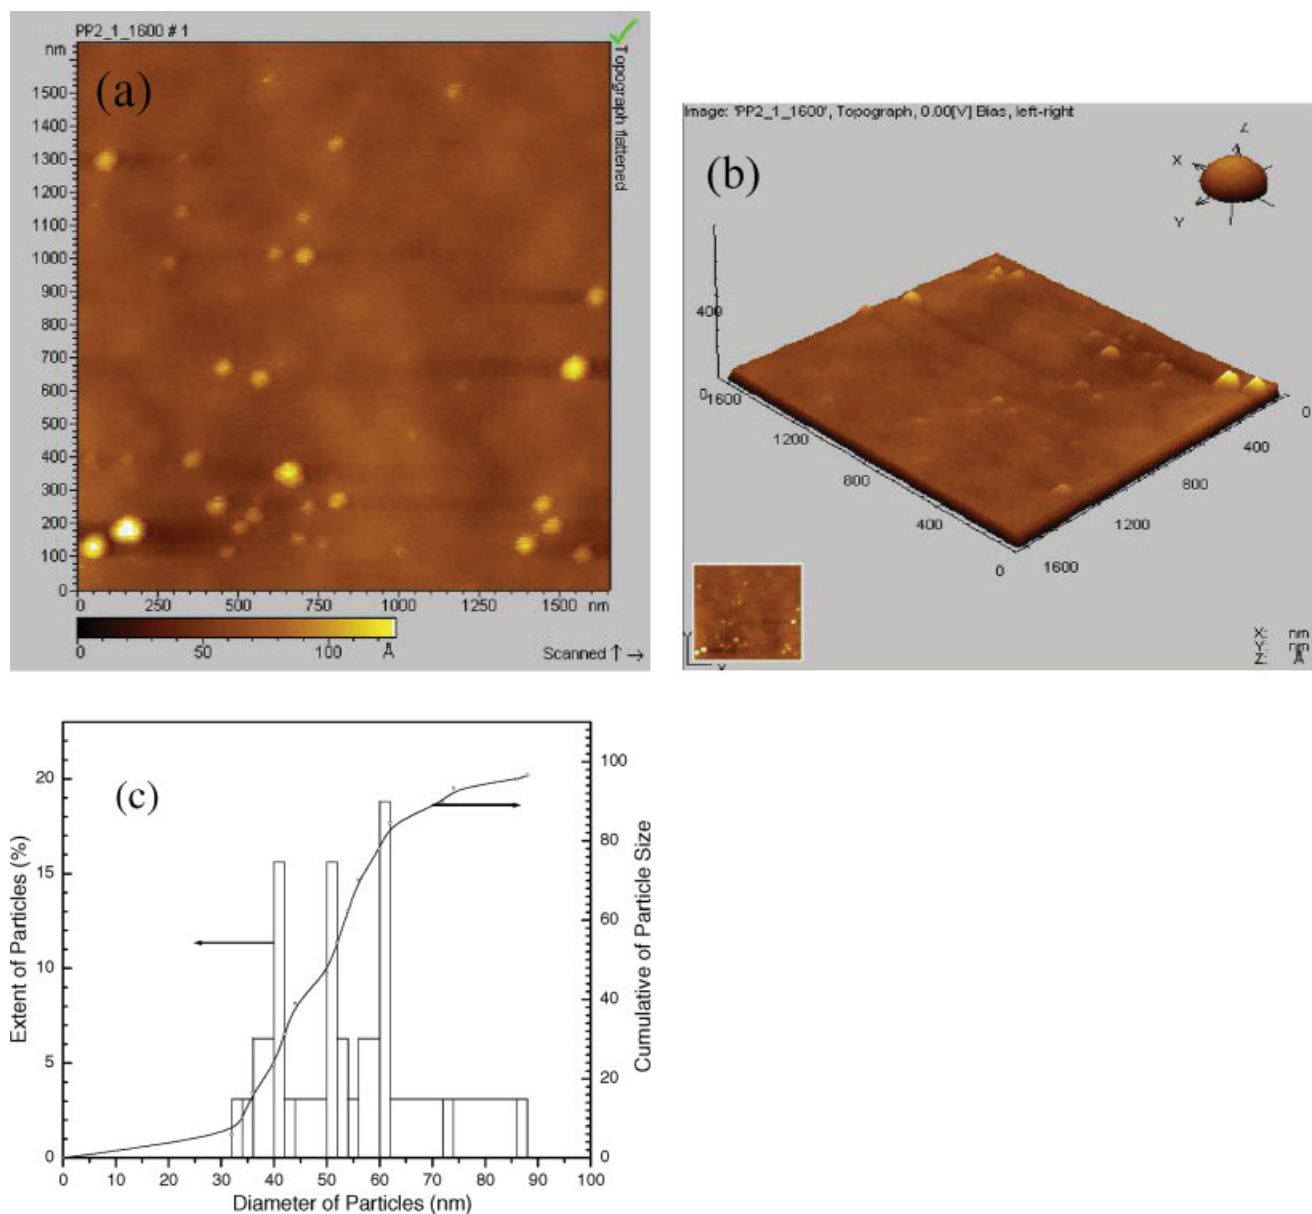 PP2_1_1600 # 1
nm
(a)
Topograph flattened
1500
1400
1300
1200
1100
1000
900
800
700
600
500
400
300
200
100
0
0 250 500 750 1000 1250 1500 nm
0 50 100 Å
Scanned ↑ →
Image: 'PP2_1_1600', Topograph, 0.00[V] Bias, left-right
(b)
Z
X
Y
400
0
1600
1200
800
400
0
0
400
800
1200
1600
Y
X
X: nm
Y: nm
Z: Å
(c)
Extent of Particles (%)
20
15
10
5
0
100
80
60
40
20
0
Cumulative of Particle Size
0 10 20 30 40 50 60 70 80 90 100
Diameter of Particles (nm)